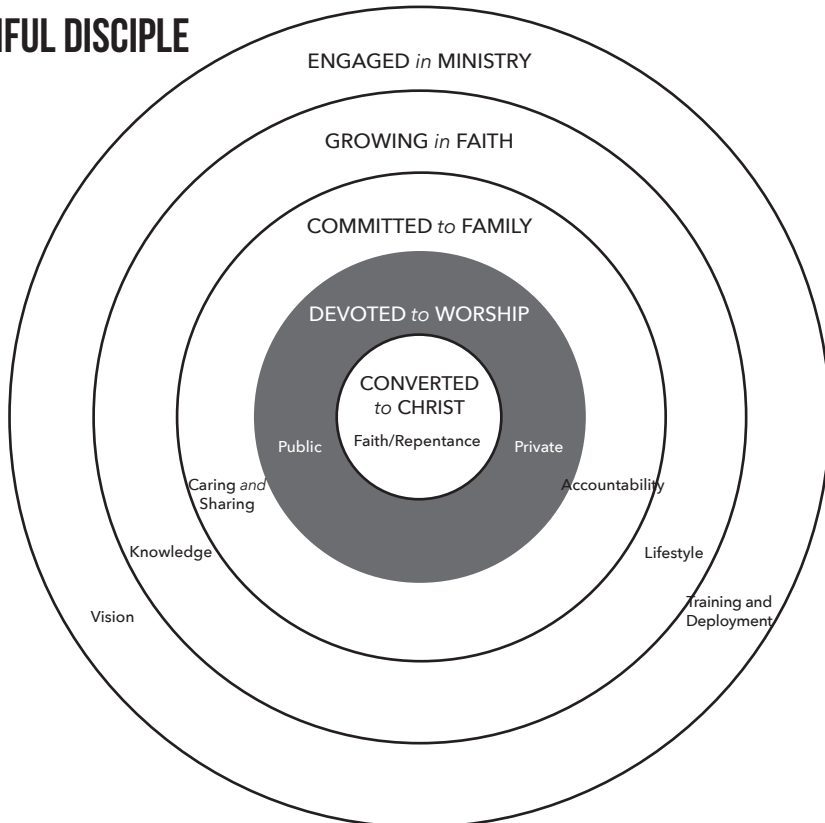 DISCIPLE
ENGAGED in MINISTRY
GROWING in FAITH
COMMITTED to FAMILY
DEVOTED to WORSHIP
CONVERTED
to CHRIST
Faith/Repentance
Public
Private
Caring and
Sharing
Accountability
Knowledge
Lifestyle
Vision
Training and
Deployment